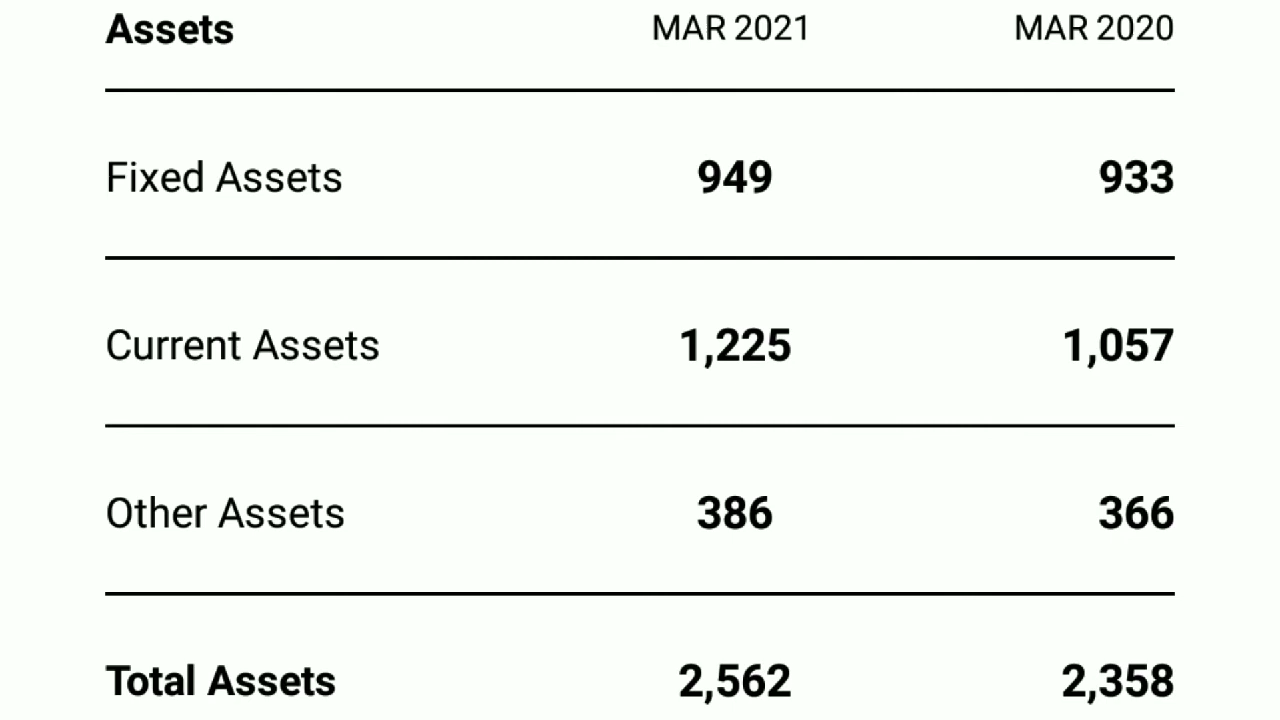 Assets MAR 2021 MAR 2020
Fixed Assets 949 933
Current Assets 1,225 1,057
Other Assets 386 366
Total Assets 2,562 2,358